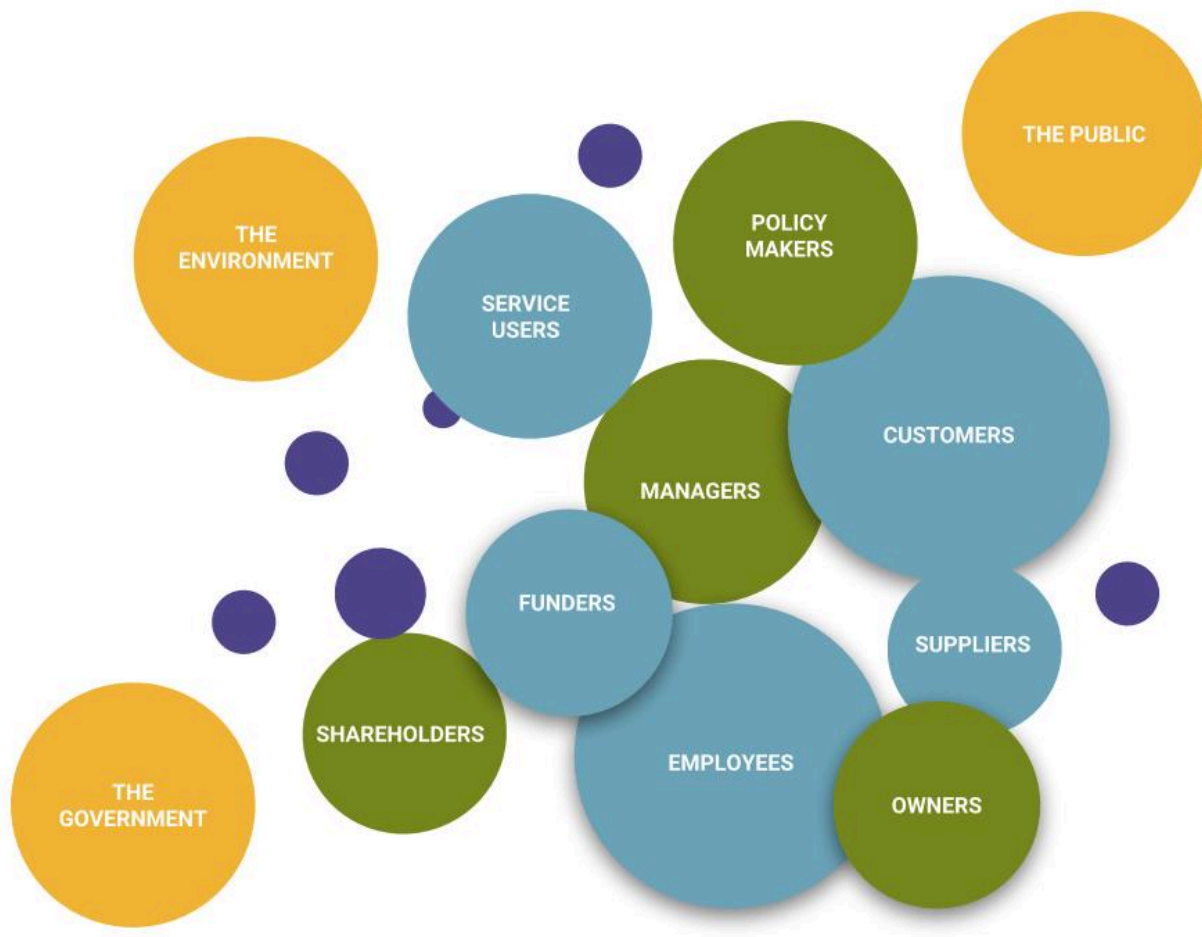 THE PUBLIC
POLICY
MAKERS
THE
ENVIRONMENT
SERVICE
USERS
CUSTOMERS
MANAGERS
FUNDERS
SUPPLIERS
SHAREHOLDERS
EMPLOYEES
THE
GOVERNMENT
OWNERS